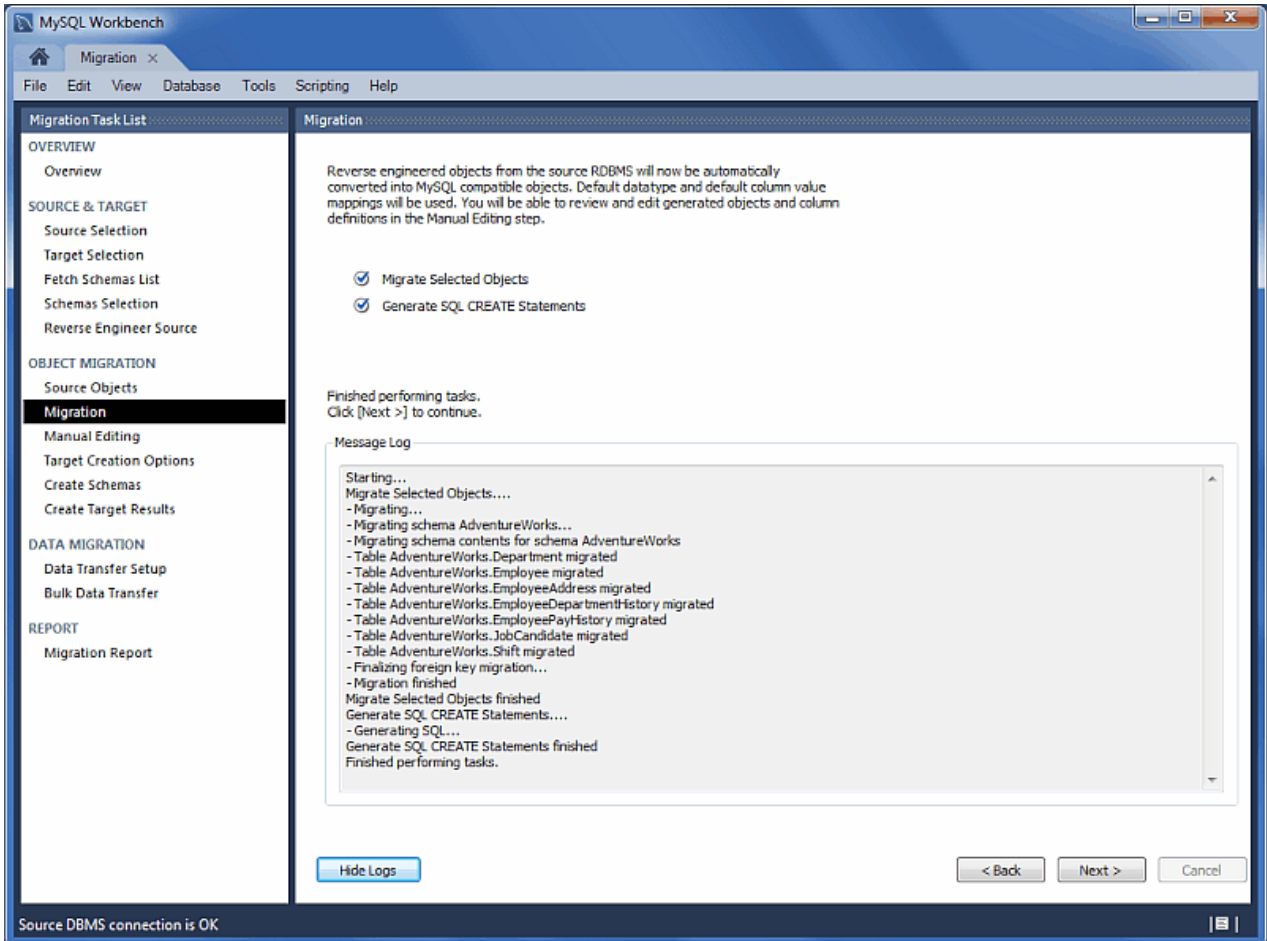 MySQL Workbench
Migration ×
File Edit View Database Tools Scripting Help
Migration Task List
OVERVIEW
Overview
SOURCE & TARGET
Source Selection
Target Selection
Fetch Schemas List
Schemas Selection
Reverse Engineer Source
OBJECT MIGRATION
Source Objects
Migration
Manual Editing
Target Creation Options
Create Schemas
Create Target Results
DATA MIGRATION
Data Transfer Setup
Bulk Data Transfer
REPORT
Migration Report
Migration
Reverse engineered objects from the source RDBMS will now be automatically
converted into MySQL compatible objects. Default datatype and default column value
mappings will be used. You will be able to review and edit generated objects and column
definitions in the Manual Editing step.
Migrate Selected Objects
Generate SQL CREATE Statements
Finished performing tasks.
Click [Next >] to continue.
Message Log
Starting...
Migrate Selected Objects....
- Migrating...
- Migrating schema AdventureWorks...
- Migrating schema contents for schema AdventureWorks
- Table AdventureWorks.Department migrated
- Table AdventureWorks.Employee migrated
- Table AdventureWorks.EmployeeAddress migrated
- Table AdventureWorks.EmployeeDepartmentHistory migrated
- Table AdventureWorks.EmployeePayHistory migrated
- Table AdventureWorks.JobCandidate migrated
- Table AdventureWorks.Shift migrated
- Finalizing foreign key migration...
- Migration finished
Migrate Selected Objects finished
Generate SQL CREATE Statements....
- Generating SQL...
Generate SQL CREATE Statements finished
Finished performing tasks.
Hide Logs
< Back
Next >
Cancel
Source DBMS connection is OK